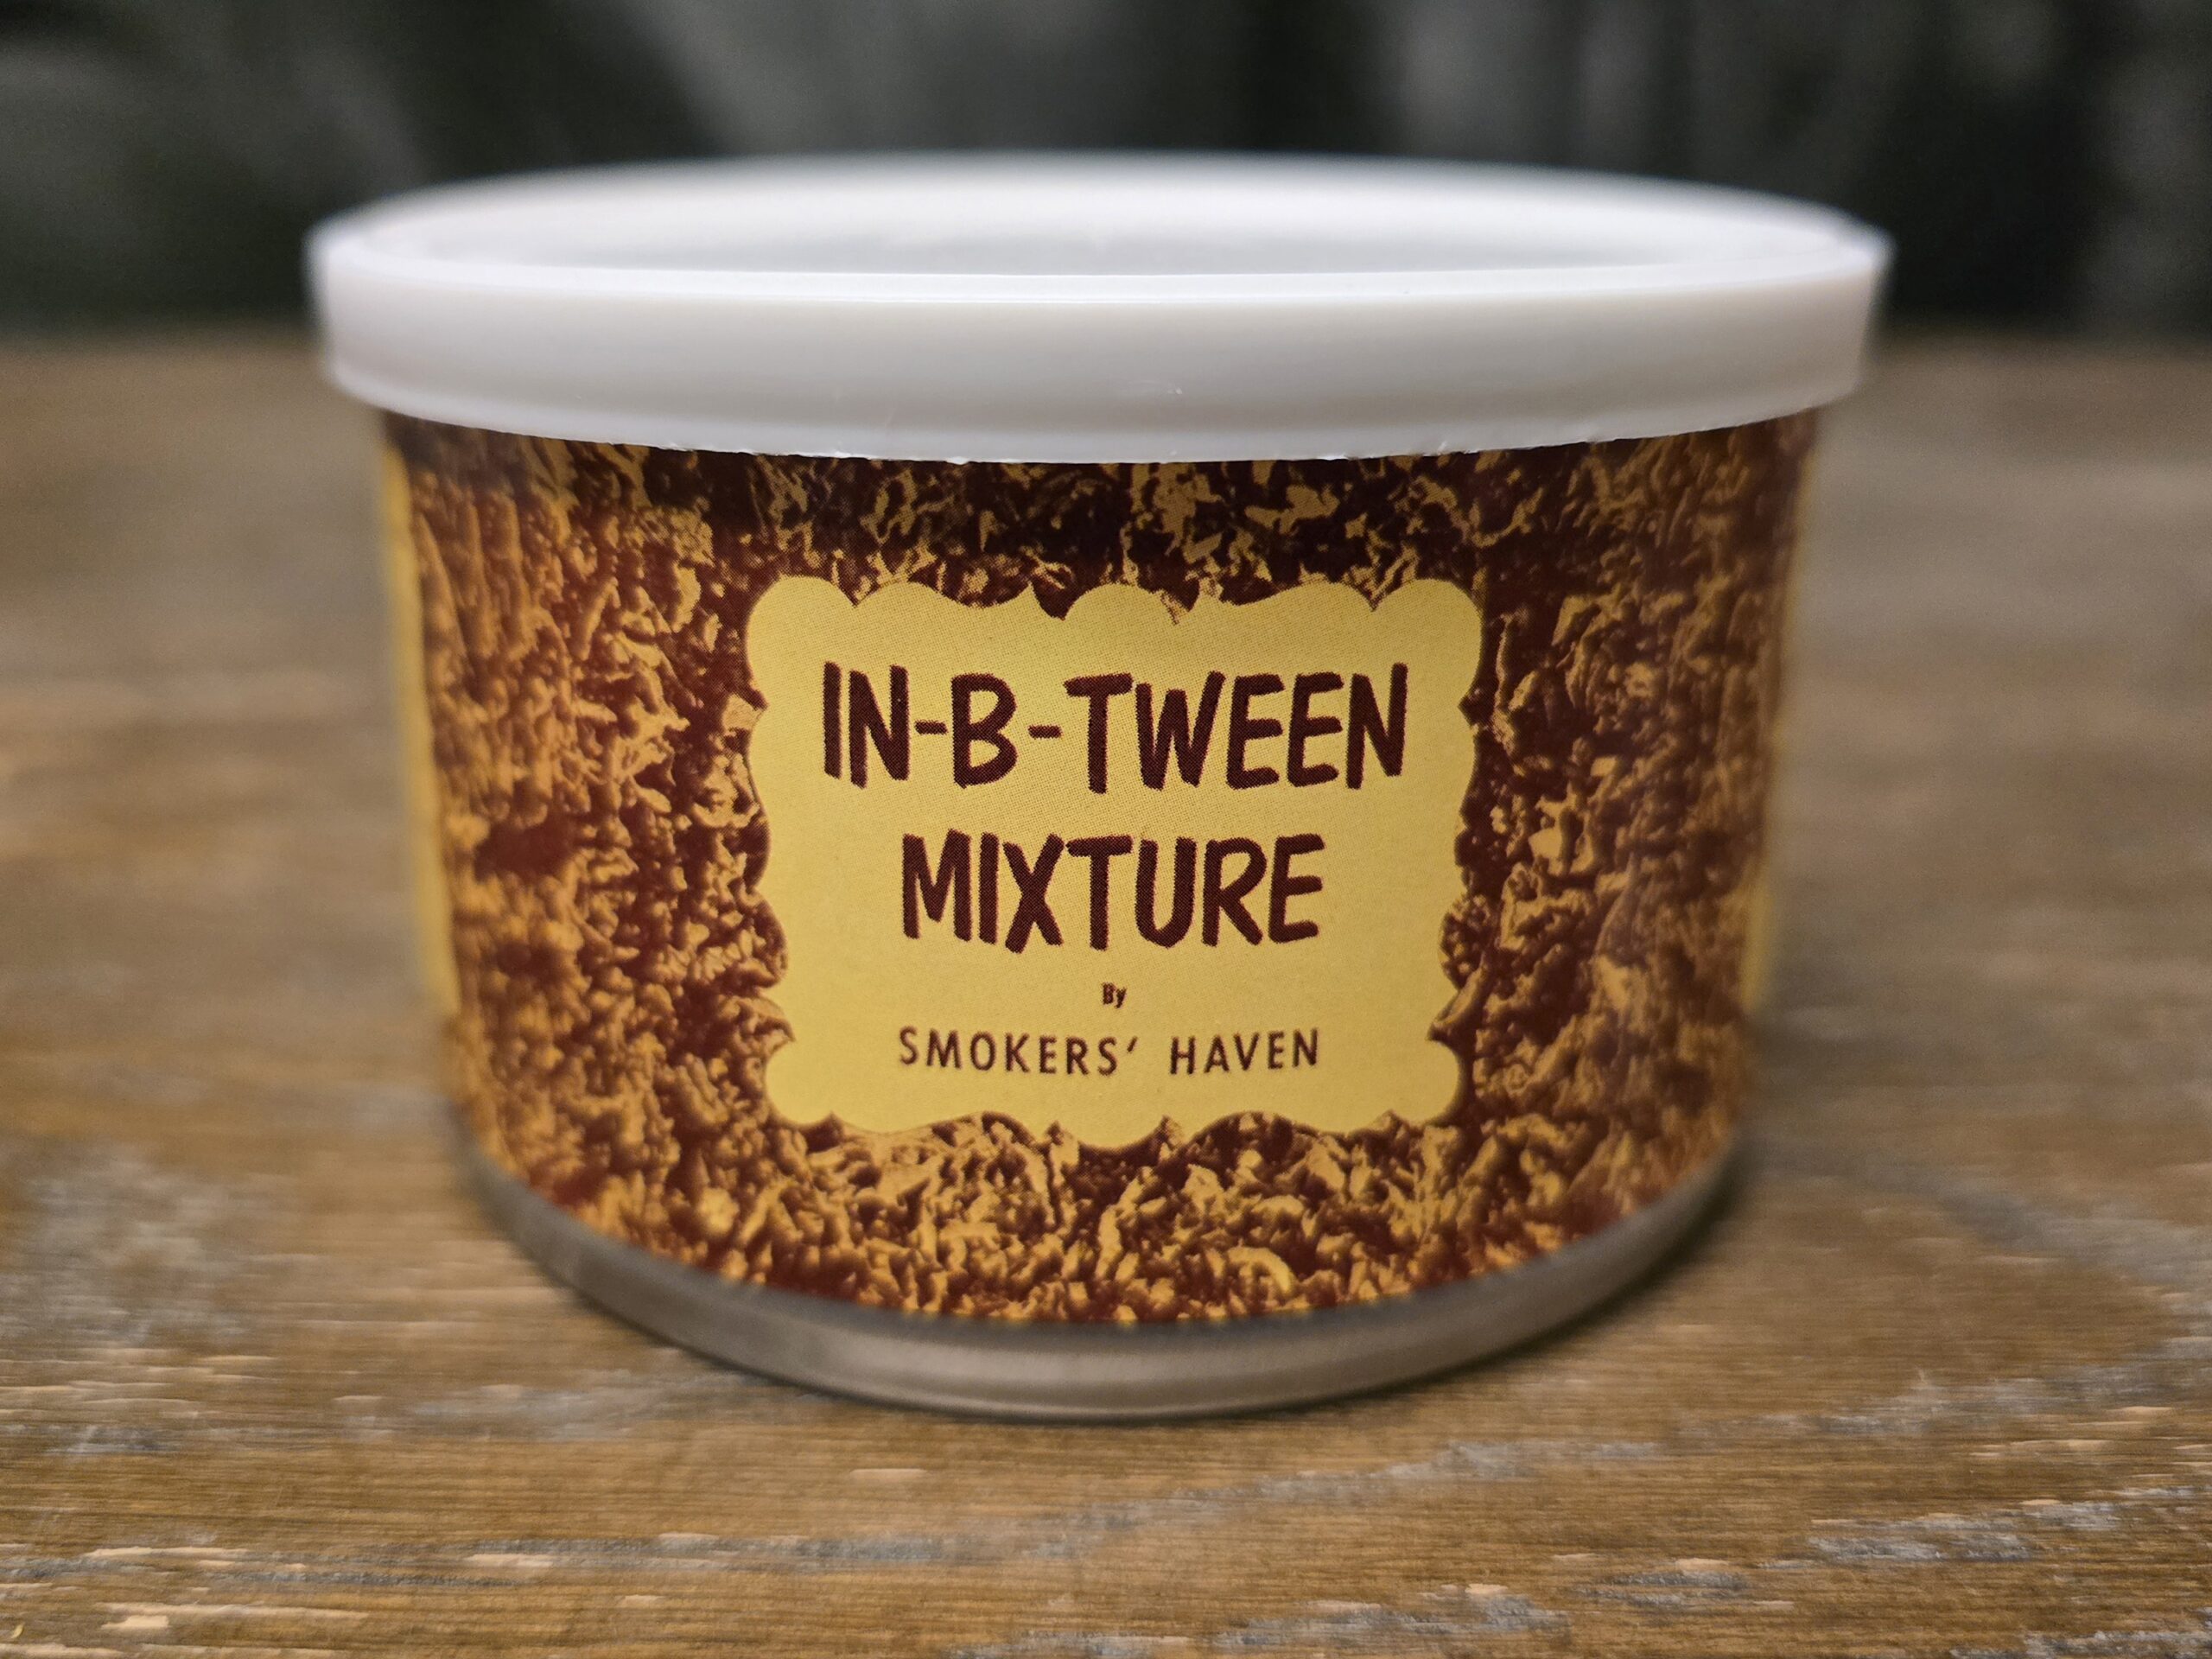 IN-B-TWEEN
MIXTURE
By
SMOKERS' HAVEN